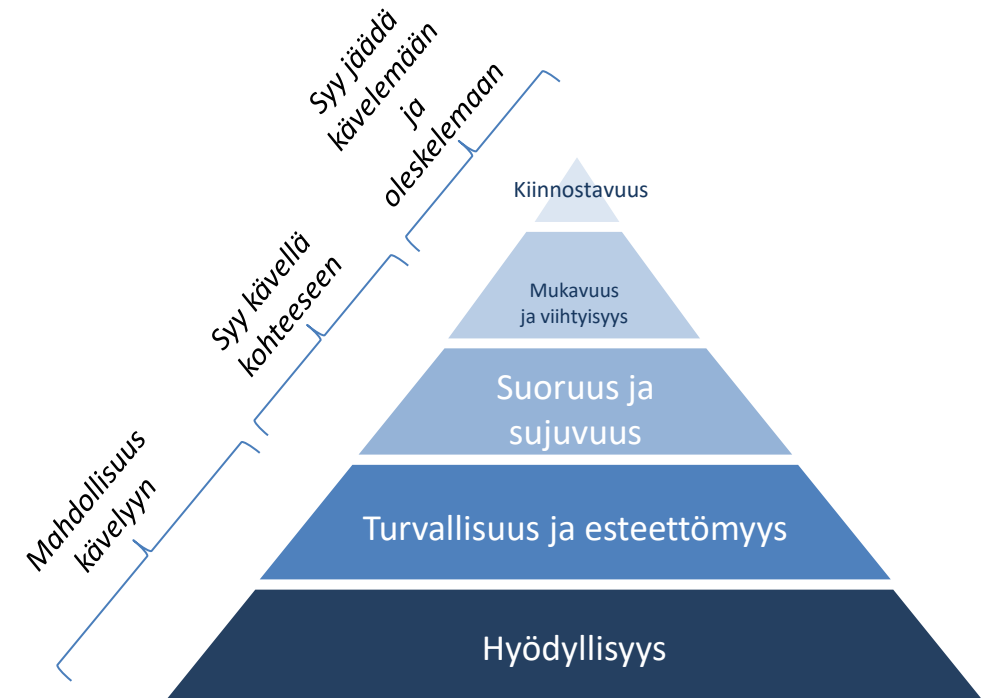 Syy jäädä
kävelemään
ja
oleskelemaan
Syy kävellä
kohteeseen
Mahdollisuus
kävelyyn
Kiinnostavuus
Mukavuus
ja viihtyisyys
Suoruus ja
sujuvuus
Turvallisuus ja esteettömyys
Hyödyllisyys